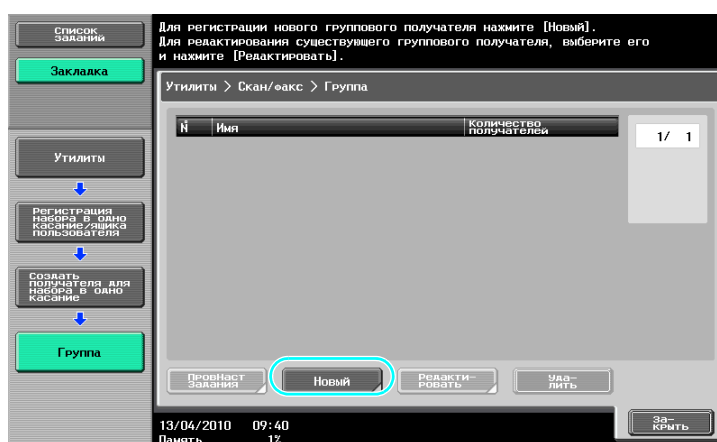 Список
заданий
Закладка
Для регистрации нового группового получателя нажмите [Новый].
Для редактирования существующего группового получателя, выберите его
и нажмите [Редактировать].
Утилиты > Скан/факс > Группа
N Имя Количество
получателей
1/ 1
Утилиты
Регистрация
набора в одно
касание/ящика
пользователя
Создать
получателя для
набора в одно
касание
Группа
ПровНаст
Задания
Новый
Редакти-
ровать
Уда-
лить
13/04/2010 09:40
Память 1%
За-
крыть